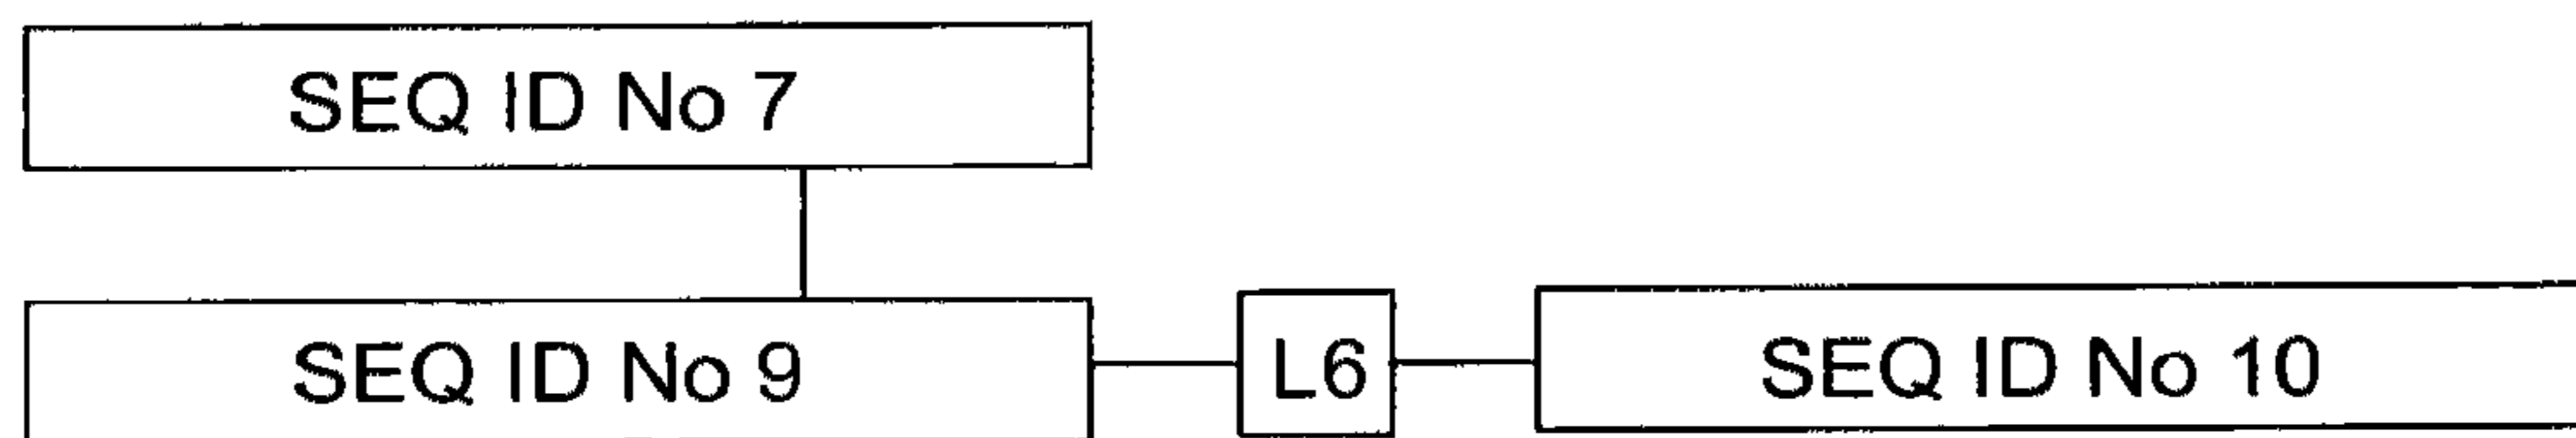 SEQ ID No 7
SEQ ID No 9 L6 SEQ ID No 10